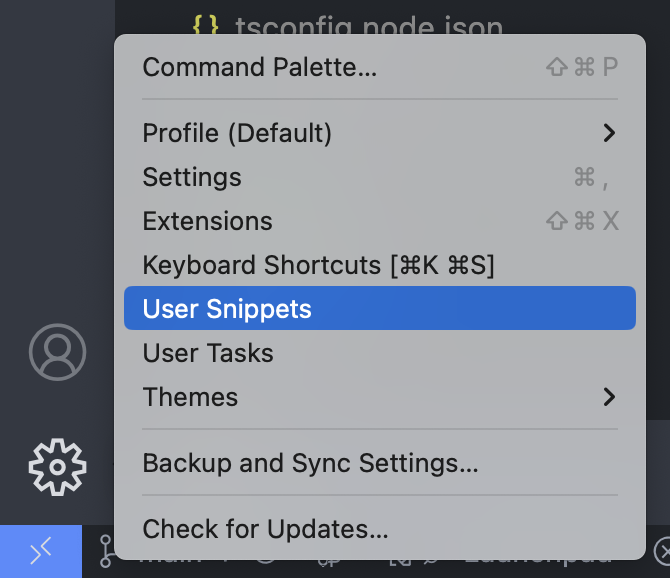 {} tsconfig.node.json
Command Palette... ⇧⌘P
Profile (Default) >
Settings ⌘,
Extensions ⇧⌘X
Keyboard Shortcuts [⌘K ⌘S]
User Snippets
User Tasks
Themes >
Backup and Sync Settings...
Check for Updates...
main
Launchpad